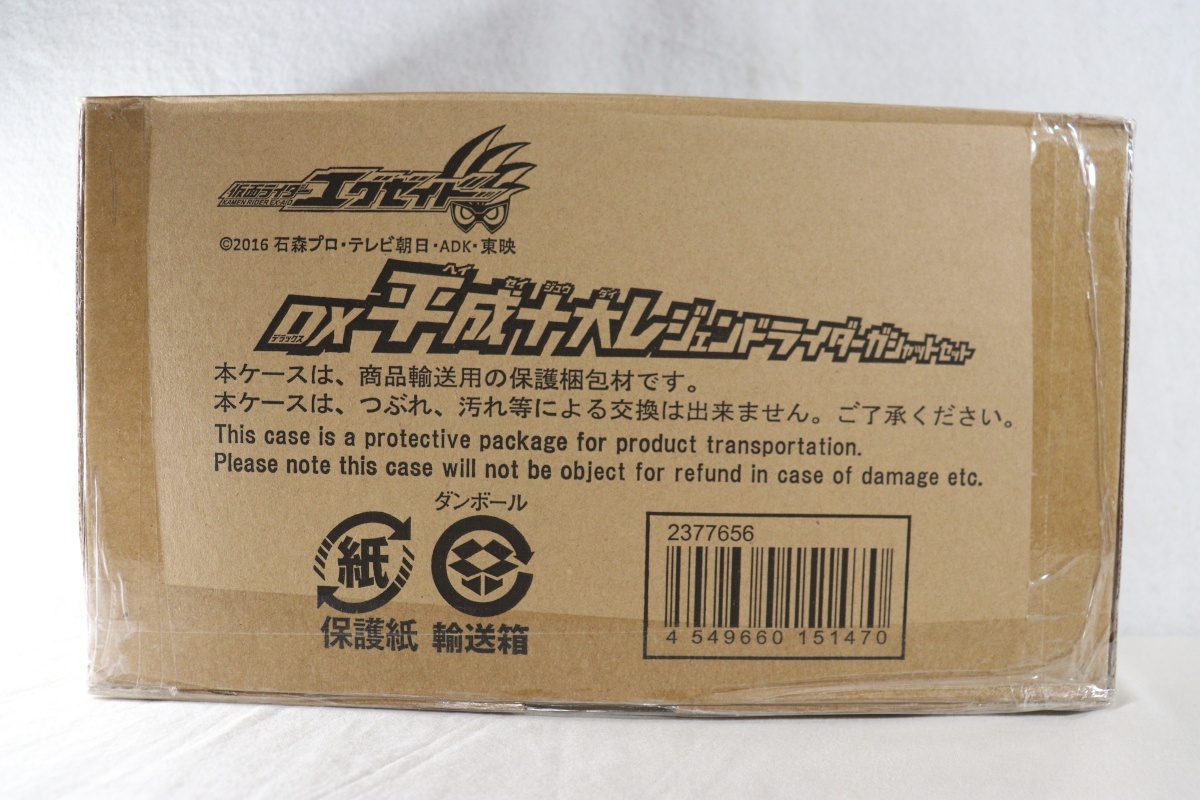 仮面ライダー エグゼイド
KAMEN RIDER EX-AID
©2016 石森プロ・テレビ朝日・ADK・東映
ヘイ セイ ジュウ ダイ
DX平成十大レジェンドライダーガシャットセット
デラックス
本ケースは、商品輸送用の保護梱包材です。
本ケースは、つぶれ、汚れ等による交換は出来ません。ご了承ください。
This case is a protective package for product transportation.
Please note this case will not be object for refund in case of damage etc.
ダンボール
紙
保護紙 輸送箱
2377656
4 549660 151470